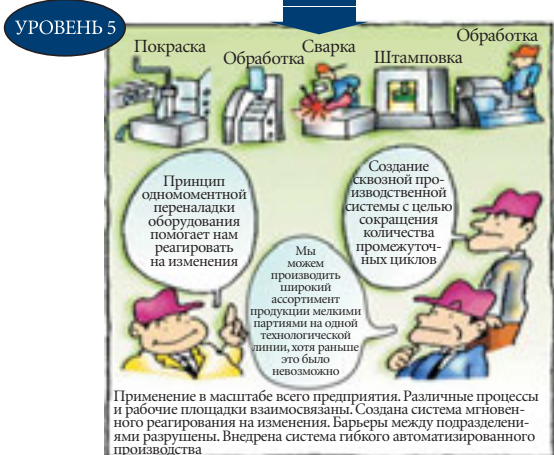 УРОВЕНЬ 5
Покраска
Обработка
Сварка
Штамповка
Обработка
Принцип
одномоментной
переналадки
оборудования
помогает нам
реагировать
на изменения
Создание
сквозной про-
изводственной
системы с целью
сокращения
количества
промежуточ-
ных циклов
Мы
можем
производить
широкий
ассортимент
продукции мелкими
партиями на одной
технологической
линии, хотя раньше
это было
невозможно
Применение в масштабе всего предприятия. Различные процессы
и рабочие площадки взаимосвязаны. Создана система мгновен-
ного реагирования на изменения. Барьеры между подразделени-
ями разрушены. Внедрена система гибкого автоматизированного
производства